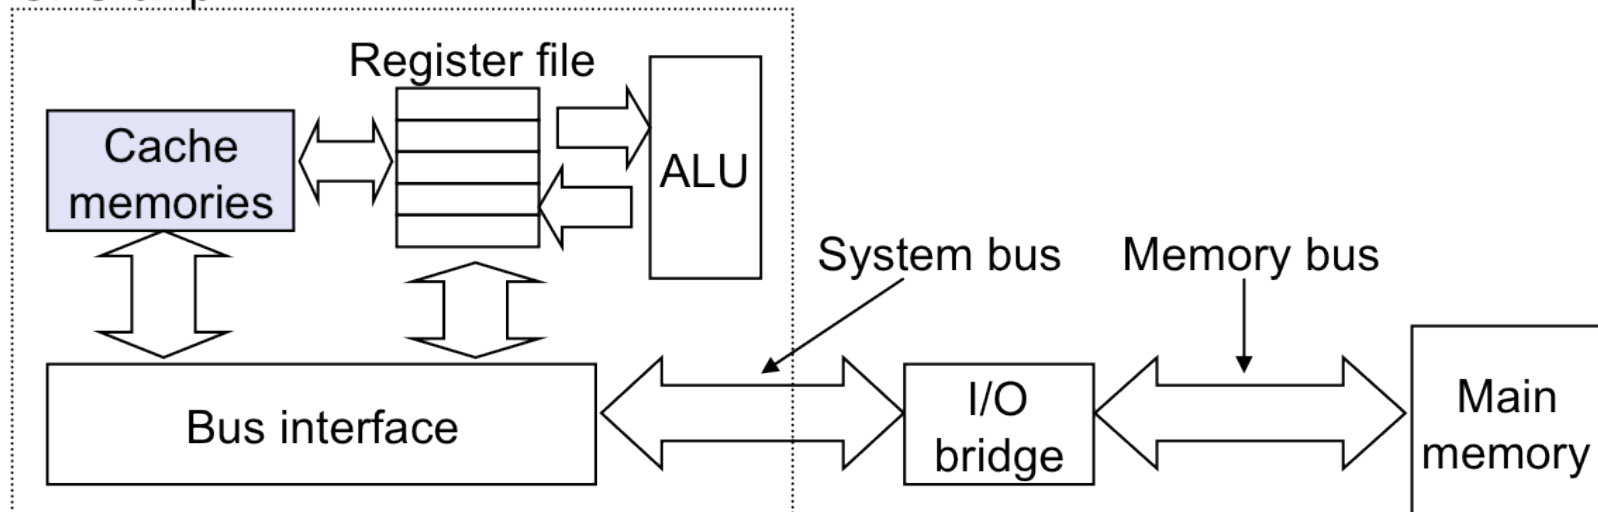 Register file
Cache
memories
ALU
System bus
Memory bus
Bus interface
I/O
bridge
Main
memory